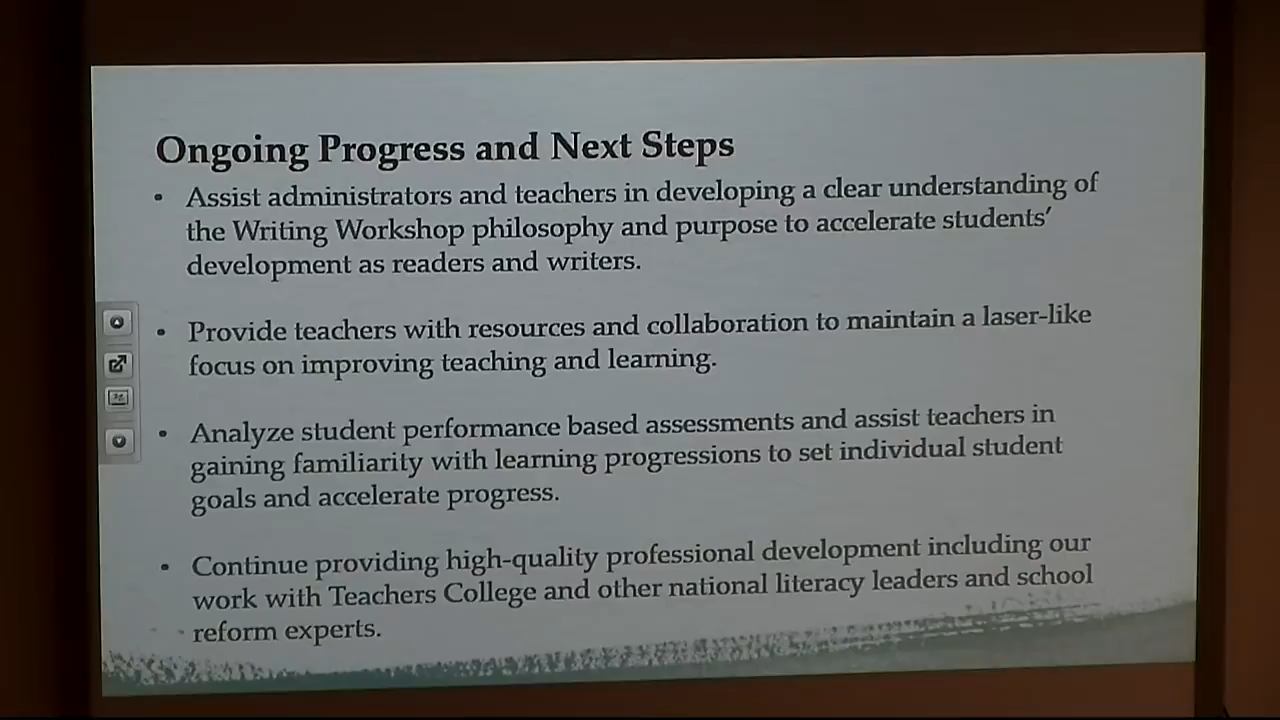 Ongoing Progress and Next Steps
• Assist administrators and teachers in developing a clear understanding of
the Writing Workshop philosophy and purpose to accelerate students'
development as readers and writers.
• Provide teachers with resources and collaboration to maintain a laser-like
focus on improving teaching and learning.
• Analyze student performance based assessments and assist teachers in
gaining familiarity with learning progressions to set individual student
goals and accelerate progress.
• Continue providing high-quality professional development including our
work with Teachers College and other national literacy leaders and school
reform experts.